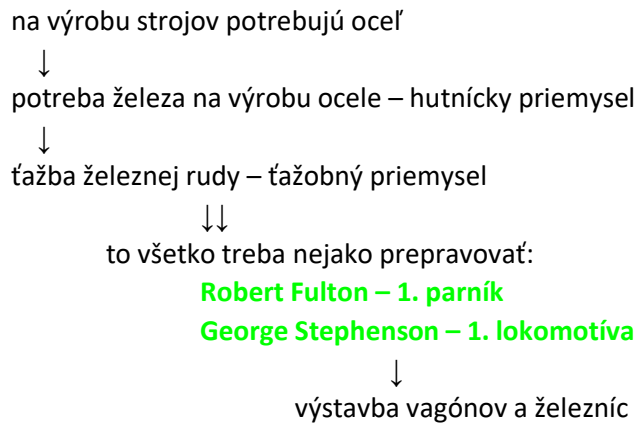 na výrobu strojov potrebujú oceľ
↓
potreba železa na výrobu ocele – hutnícky priemysel
↓
ťažba železnej rudy – ťažobný priemysel
↓↓
to všetko treba nejako prepravovať:
Robert Fulton – 1. parník
George Stephenson – 1. lokomotíva
↓
výstavba vagónov a železníc